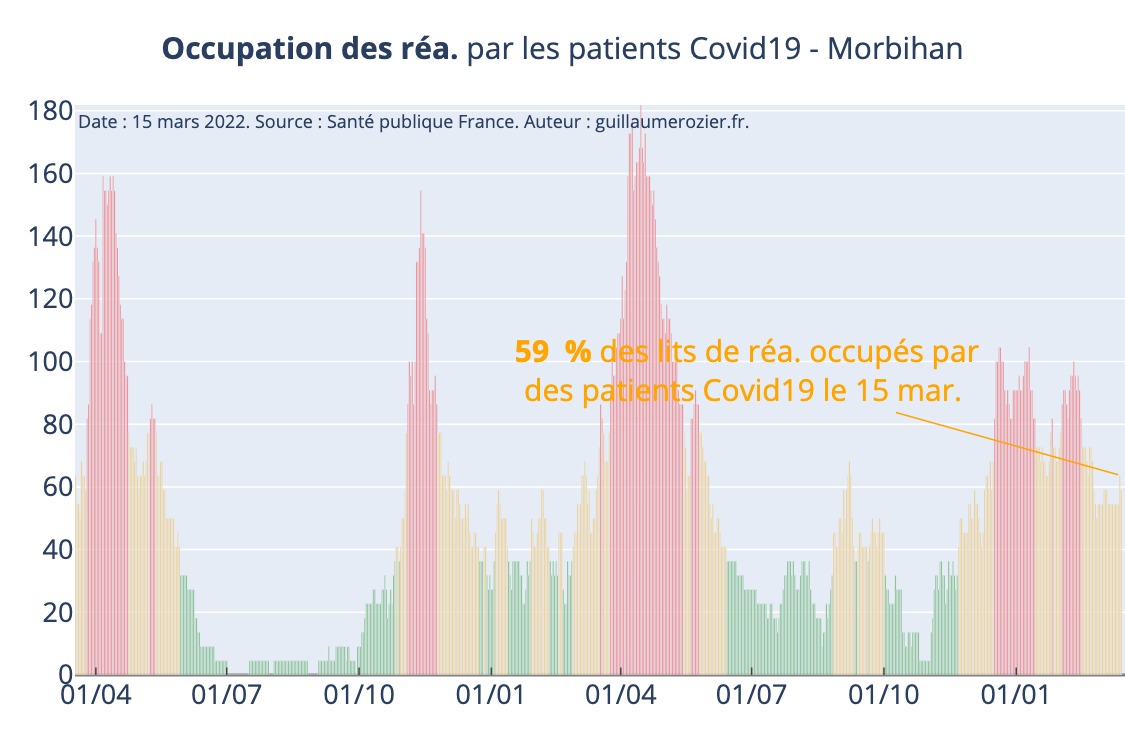 Occupation des réa. par les patients Covid19 - Morbihan
180
Date : 15 mars 2022. Source : Santé publique France. Auteur : guillaumerozier.fr.
160
140
120
100
59 % des lits de réa. occupés par
des patients Covid19 le 15 mar.
80
60
40
20
0
01/04 01/07 01/10 01/01 01/04 01/07 01/10 01/01